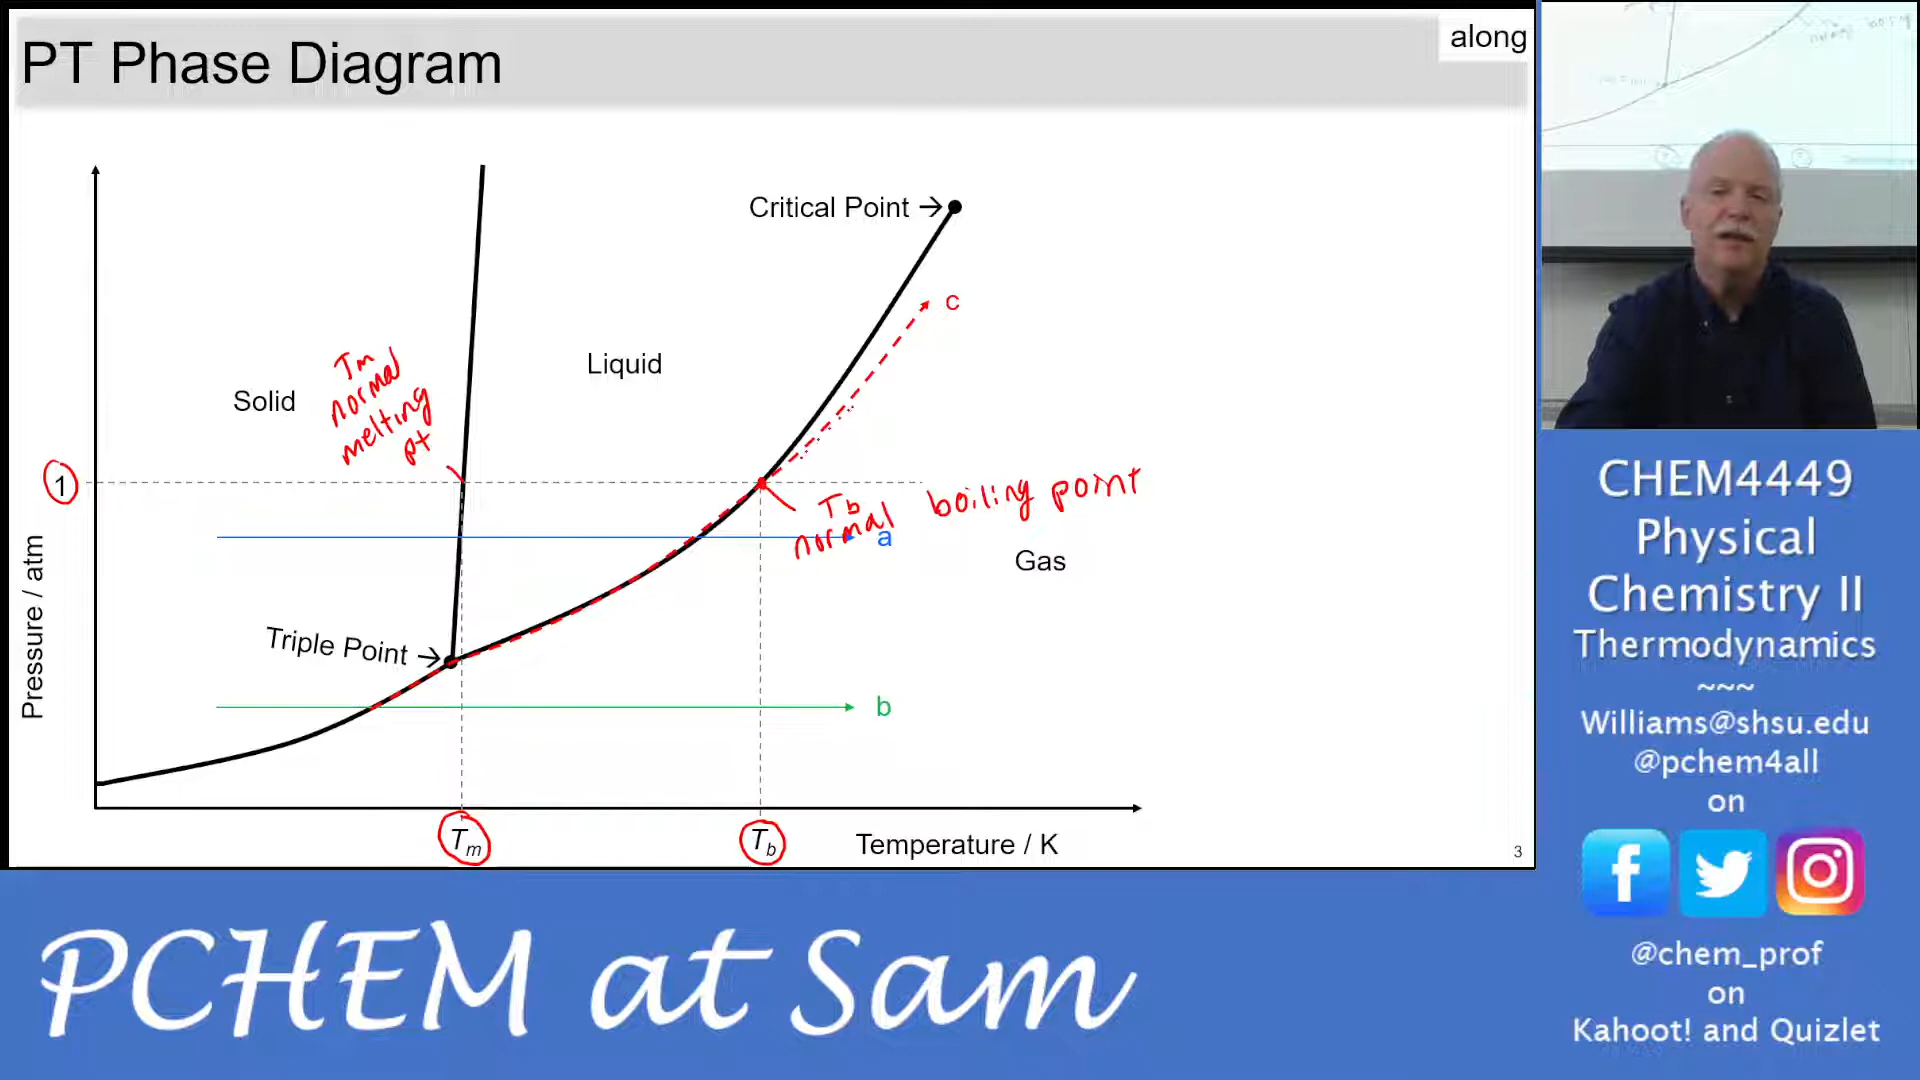 PT Phase Diagram
along
Critical Point →
c
Liquid
Solid
Tm
normal
melting
pt
1
Tb
normal boiling point
a
Gas
Triple Point →
b
Pressure / atm
Tm
Tb
Temperature / K
3
PCHEM at Sam
CHEM4449
Physical
Chemistry II
Thermodynamics
~~~
Williams@shsu.edu
@pchem4all
on
@chem_prof
on
Kahoot! and Quizlet